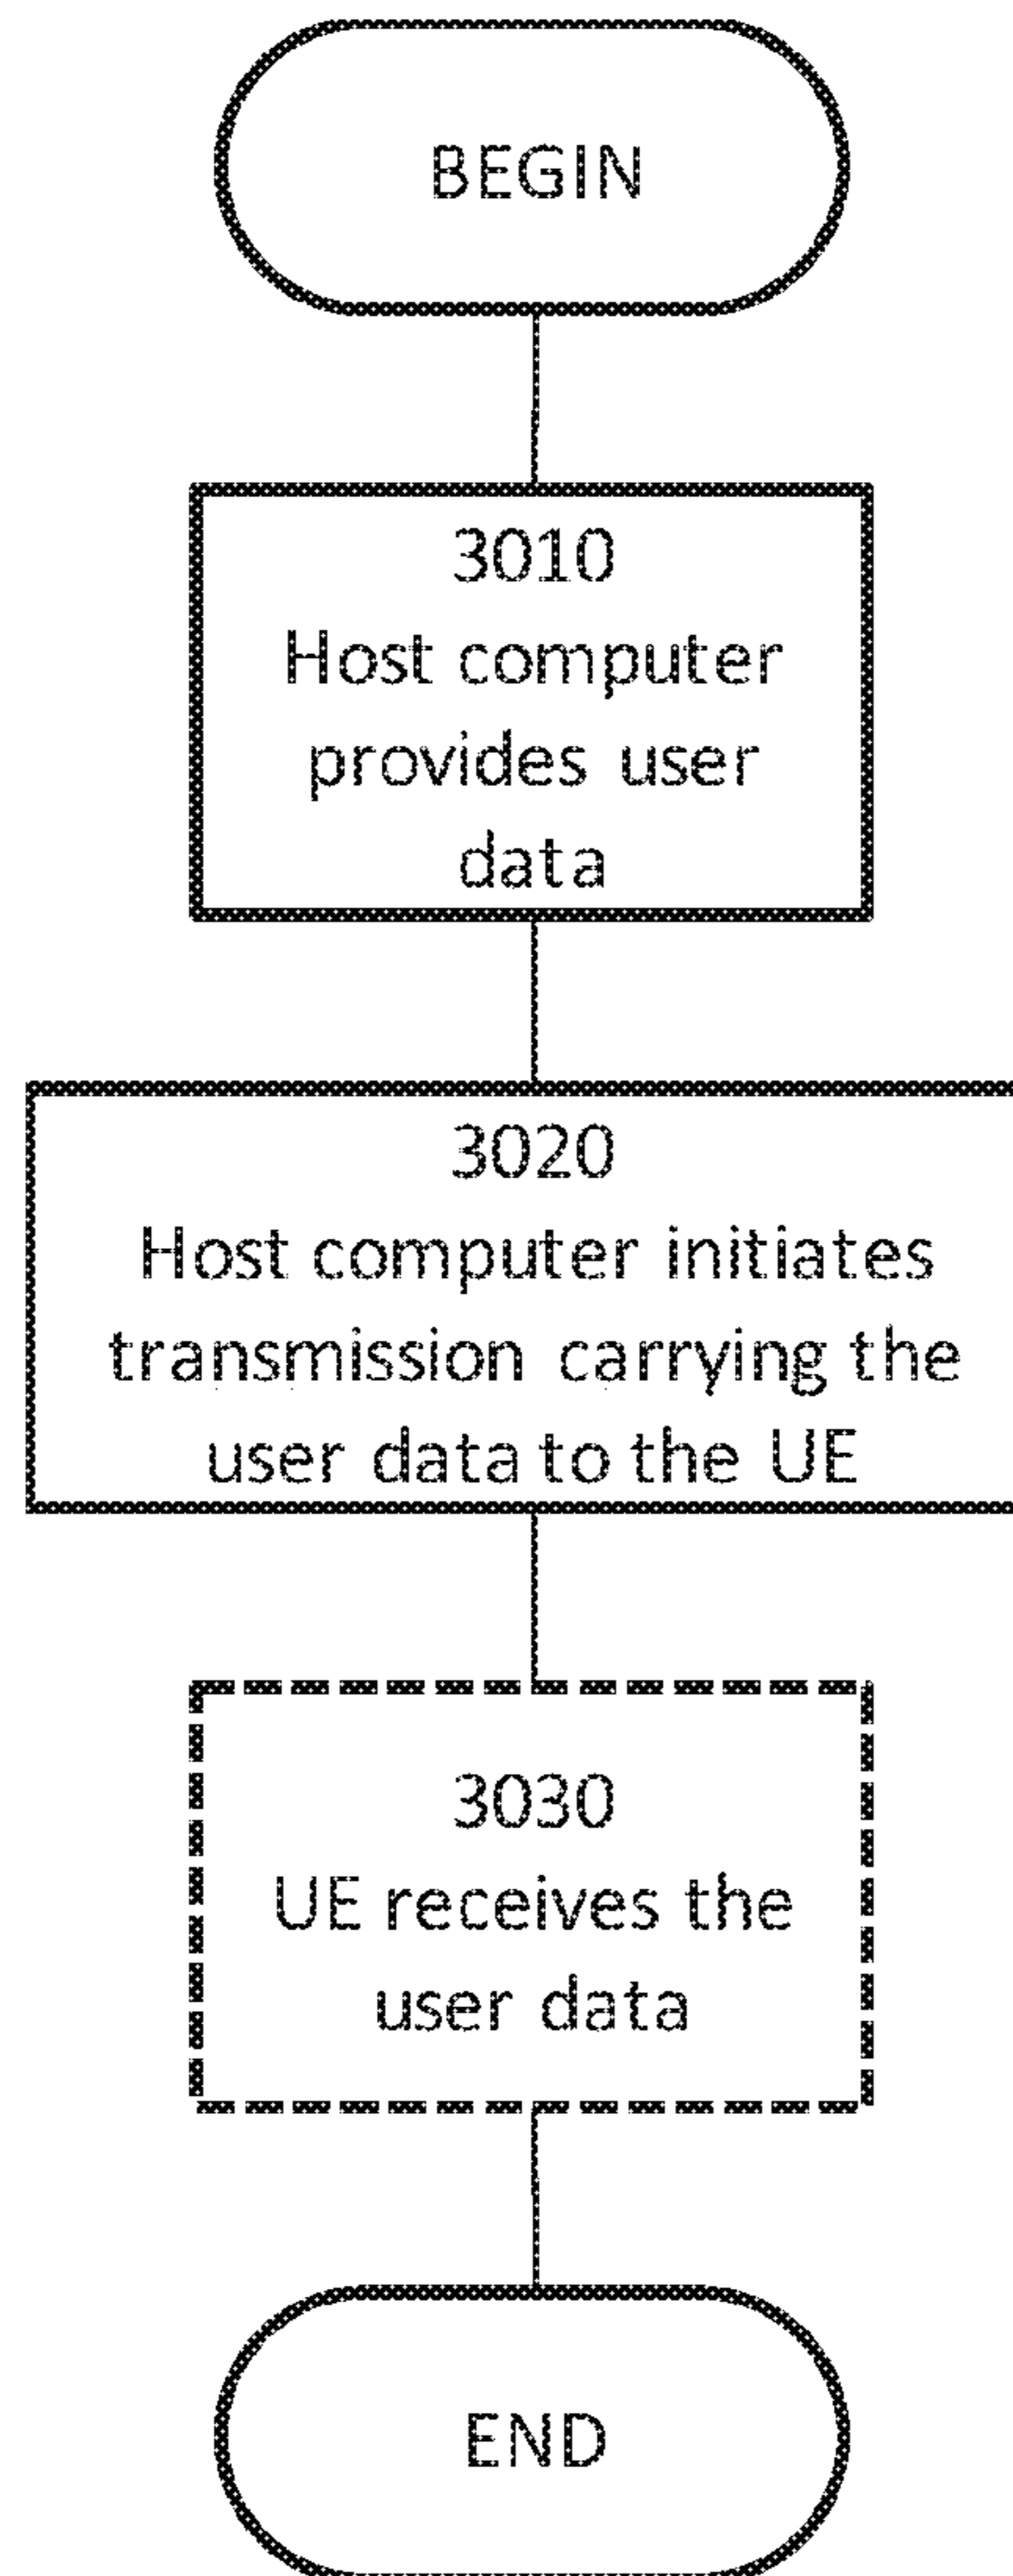 BEGIN
3010
Host computer
provides user
data
3020
Host computer initiates
transmission carrying the
user data to the UE
3030
UE receives the
user data
END